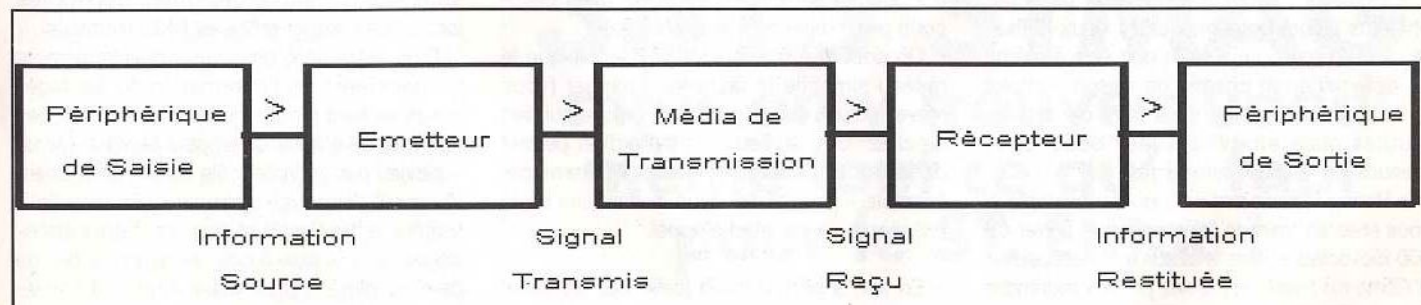 Périphérique
de Saisie
>
Emetteur
>
Média de
Transmission
>
Récepteur
>
Périphérique
de Sortie
Information
Source
Signal
Transmis
Signal
Reçu
Information
Restituée